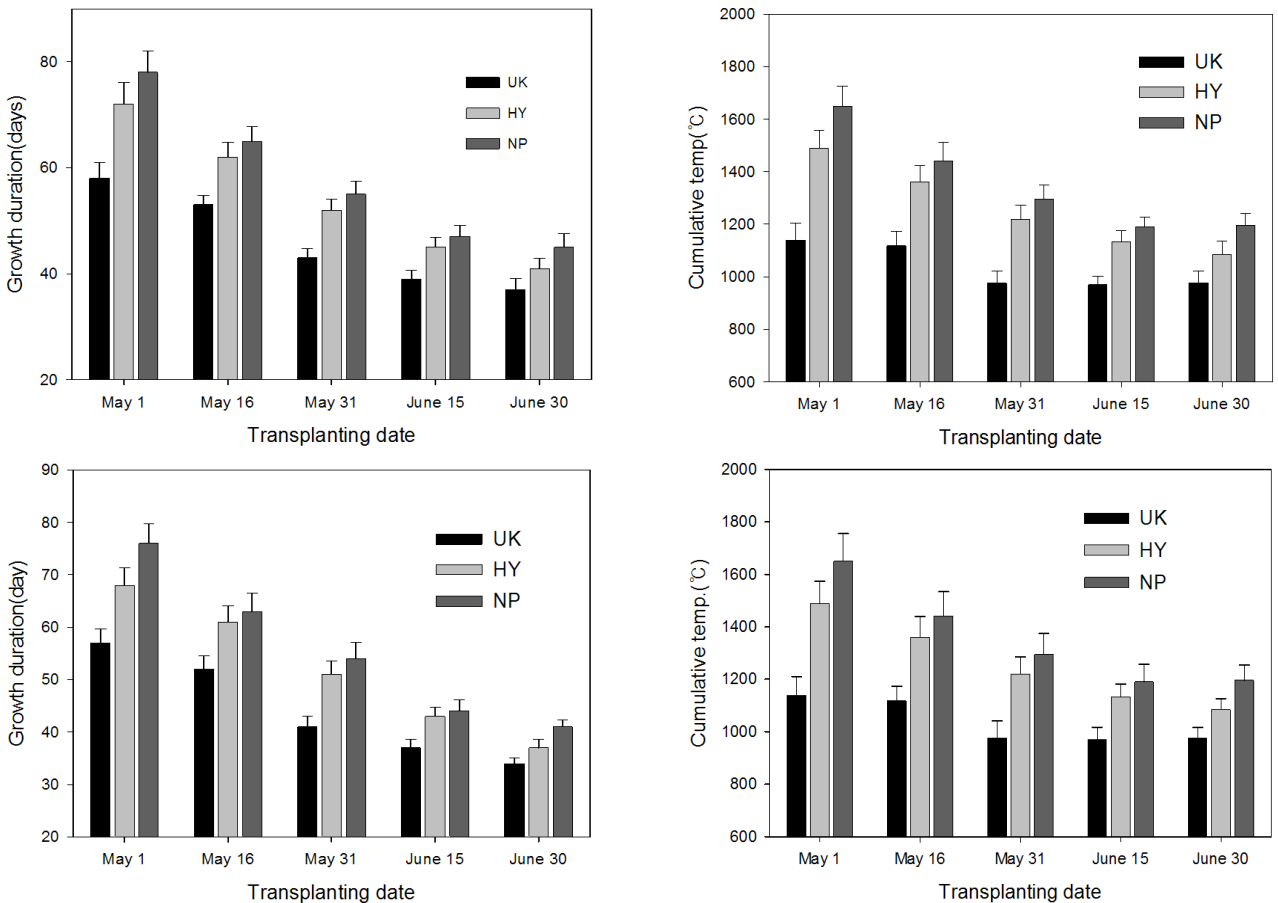 Growth duration(days)
80
60
40
20
UK
HY
NP
May 1 May 16 May 31 June 15 June 30
Transplanting date
Cumulative temp(℃)
2000
1800
1600
1400
1200
1000
800
600
UK
HY
NP
May 1 May 16 May 31 June 15 June 30
Transplanting date
Growth duration(day)
90
80
70
60
50
40
30
20
UK
HY
NP
May 1 May 16 May 31 June 15 June 30
Transplanting date
Cumulative temp.(℃)
2000
1800
1600
1400
1200
1000
800
600
UK
HY
NP
May 1 May 16 May 31 June 15 June 30
Transplanting date